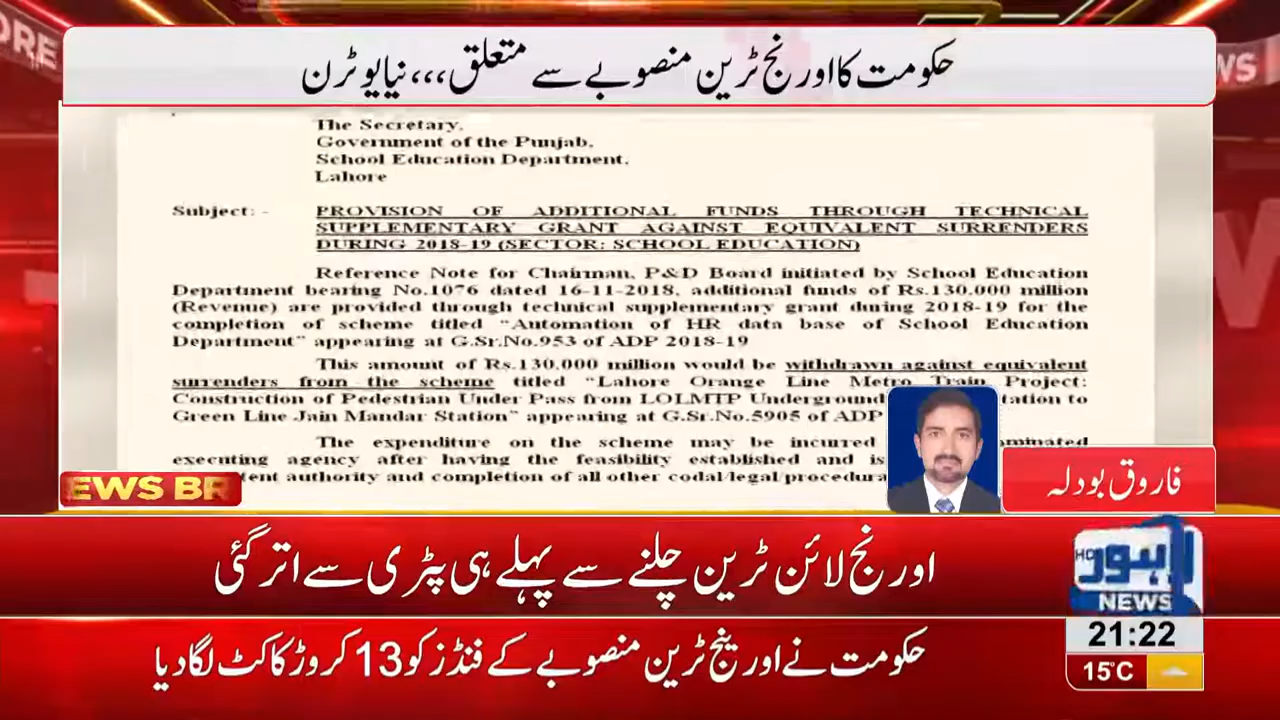 حکومت کا اورنج ٹرین منصوبے سے متعلق،،،نیا یوٹرن
The Secretary,
Government of the Punjab,
School Education Department,
Lahore
Subject: - PROVISION OF ADDITIONAL FUNDS THROUGH TECHNICAL
SUPPLEMENTARY GRANT AGAINST EQUIVALENT SURRENDERS
DURING 2018-19 (SECTOR: SCHOOL EDUCATION)
Reference Note for Chairman, P&D Board initiated by School Education
Department bearing No.1076 dated 16-11-2018, additional funds of Rs.130.000 million
(Revenue) are provided through technical supplementary grant during 2018-19 for the
completion of scheme titled “Automation of HR data base of School Education
Department” appearing at G.Sr.No.953 of ADP 2018-19
This amount of Rs.130.000 million would be withdrawn against equivalent
surrenders from the scheme titled “Lahore Orange Line Metro Train Project:
Construction of Pedestrian Under Pass from LOLMTP Underground tation to
Green Line Jain Mandar Station” appearing at G.Sr.No.5905 of ADP
The expenditure on the scheme may be incurred ominated
executing agency after having the feasibility established and is
tent authority and completion of all other codal/legal/procedura
EWS BR
فاروق بودلہ
اورنج لائن ٹرین چلنے سے پہلے ہی پٹری سے اتر گئی
حکومت نے اورینج ٹرین منصوبے کے فنڈز کو 13 کروڑ کا کٹ لگا دیا
HD
لاہور
NEWS
21:22
15°C
ORE
WS